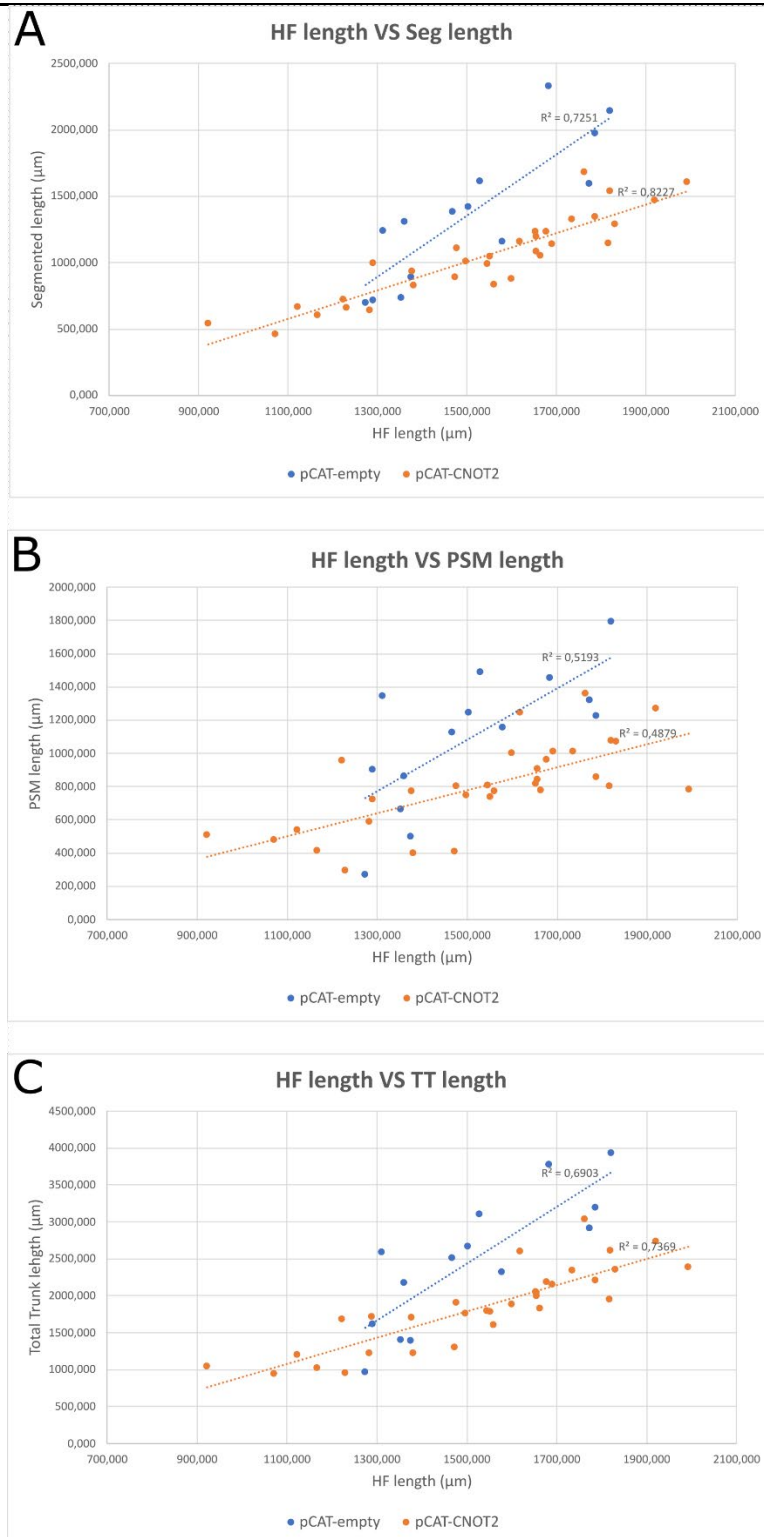 A
HF length VS Seg length
2500,000
2000,000
1500,000
1000,000
500,000
0,000
Segmented length (µm)
R² = 0,7251
R² = 0,8227
700,000 900,000 1100,000 1300,000 1500,000 1700,000 1900,000 2100,000
HF length (µm)
pCAT-empty pCAT-CNOT2
B
HF length VS PSM length
2000,000
1800,000
1600,000
1400,000
1200,000
1000,000
800,000
600,000
400,000
200,000
0,000
PSM length (µm)
R² = 0,5193
R² = 0,4879
700,000 900,000 1100,000 1300,000 1500,000 1700,000 1900,000 2100,000
HF length (µm)
pCAT-empty pCAT-CNOT2
C
HF length VS TT length
4500,000
4000,000
3500,000
3000,000
2500,000
2000,000
1500,000
1000,000
500,000
0,000
Total Trunk lehgth (µm)
R² = 0,6903
R² = 0,7369
700,000 900,000 1100,000 1300,000 1500,000 1700,000 1900,000 2100,000
HF length (µm)
pCAT-empty pCAT-CNOT2